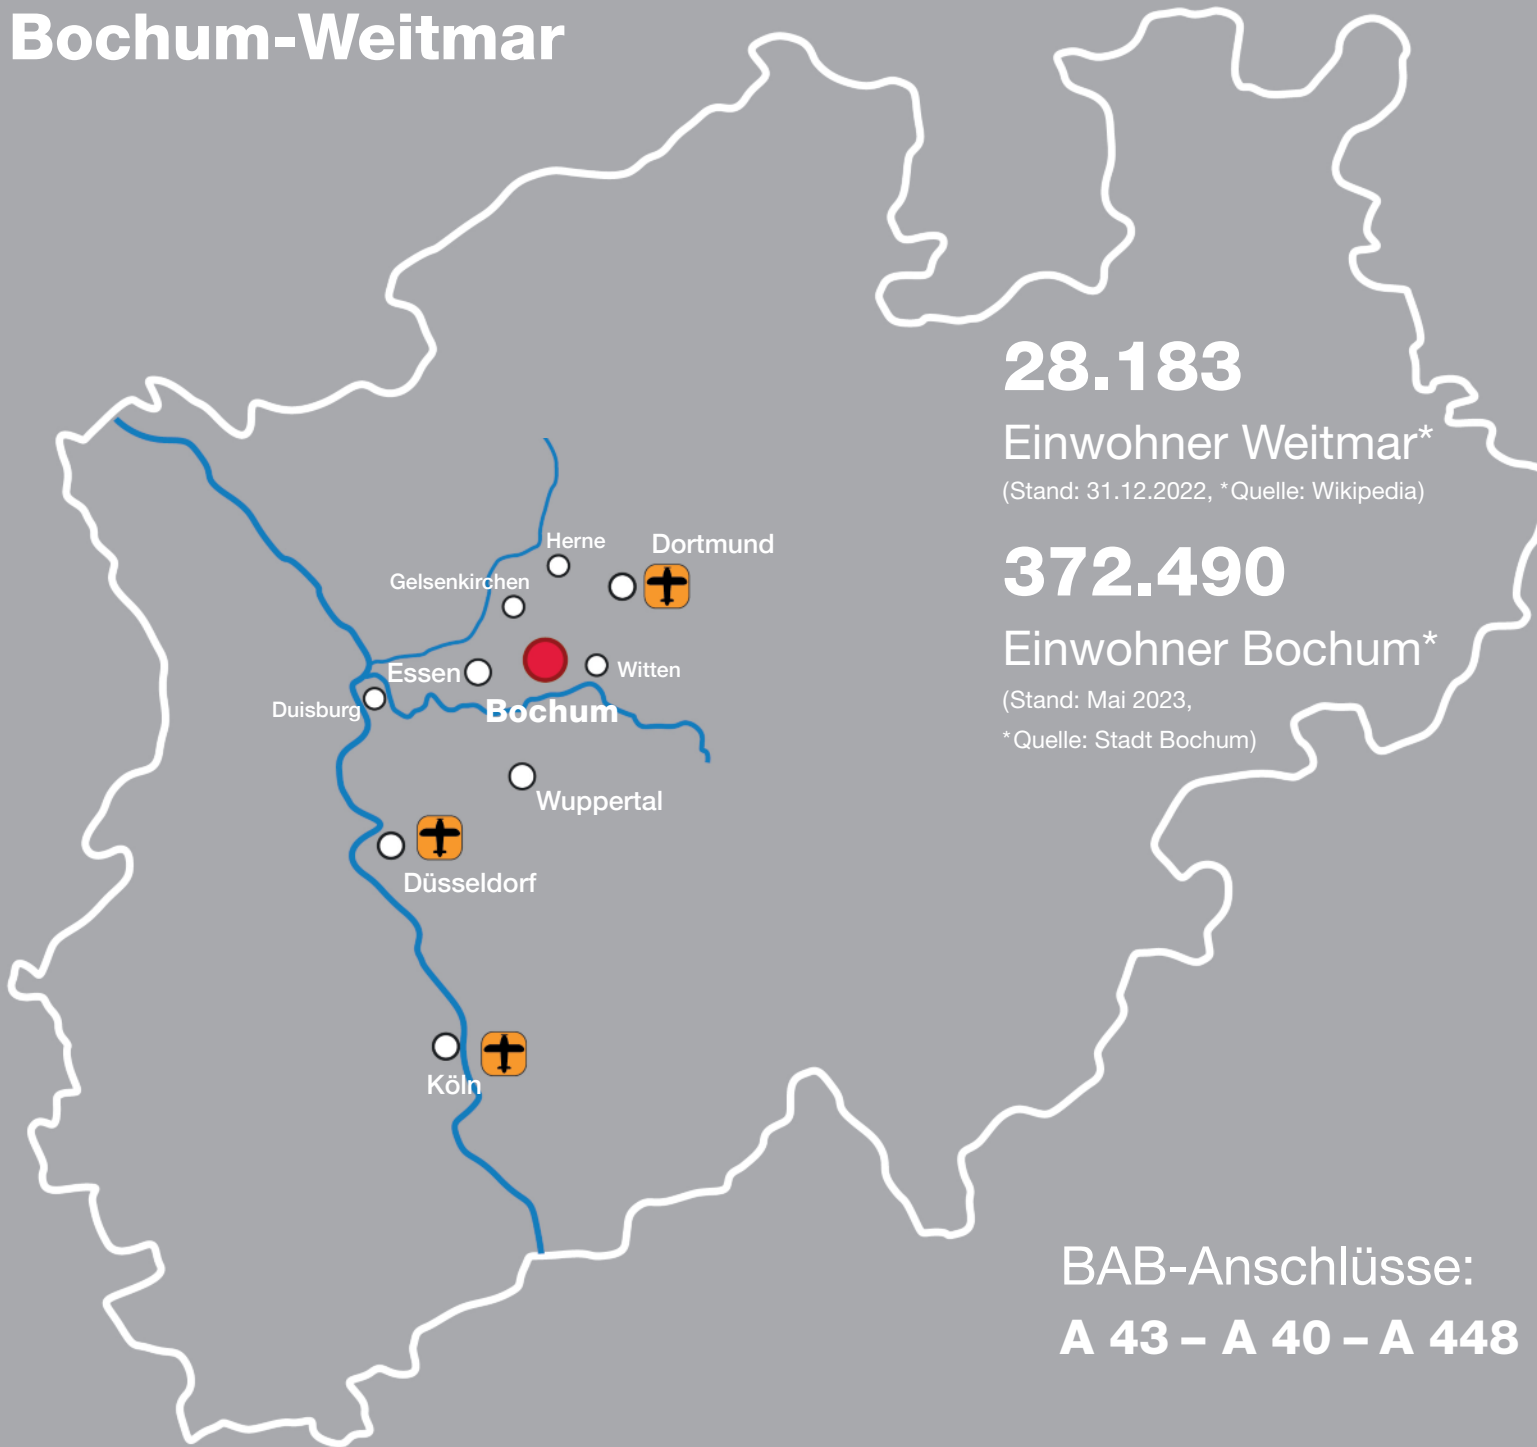 Bochum-Weitmar
28.183
Einwohner Weitmar*
(Stand: 31.12.2022, *Quelle: Wikipedia)
372.490
Einwohner Bochum*
(Stand: Mai 2023,
*Quelle: Stadt Bochum)
Herne
Dortmund
Gelsenkirchen
Essen
Witten
Duisburg
Bochum
Wuppertal
Düsseldorf
Köln
BAB-Anschlüsse:
A 43 – A 40 – A 448